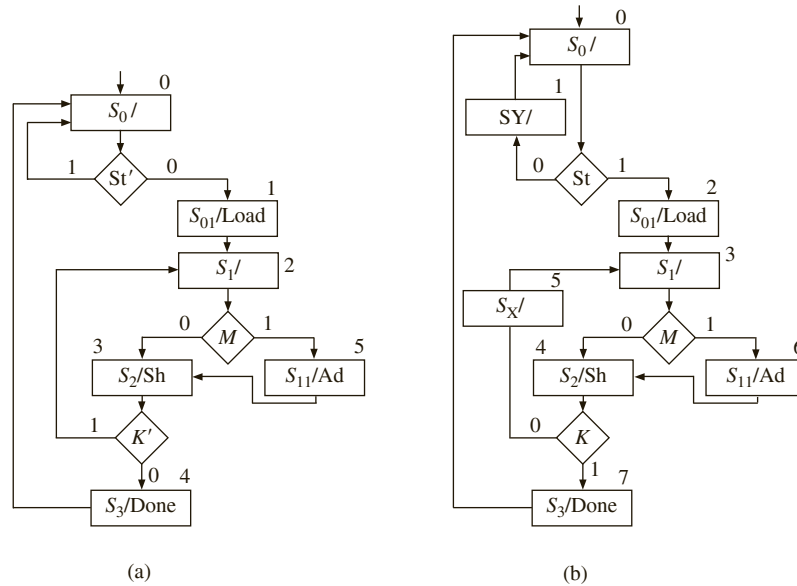 0
S₀/
1
St′
0
1
S₀₁/Load
S₁/
2
0
M
1
3
S₂/Sh
5
S₁₁/Ad
1
K′
0
4
S₃/Done
(a)
0
S₀/
1
SY/
0
St
1
2
S₀₁/Load
S₁/
3
5
S_X/
0
M
1
4
S₂/Sh
6
S₁₁/Ad
0
K
1
7
S₃/Done
(b)